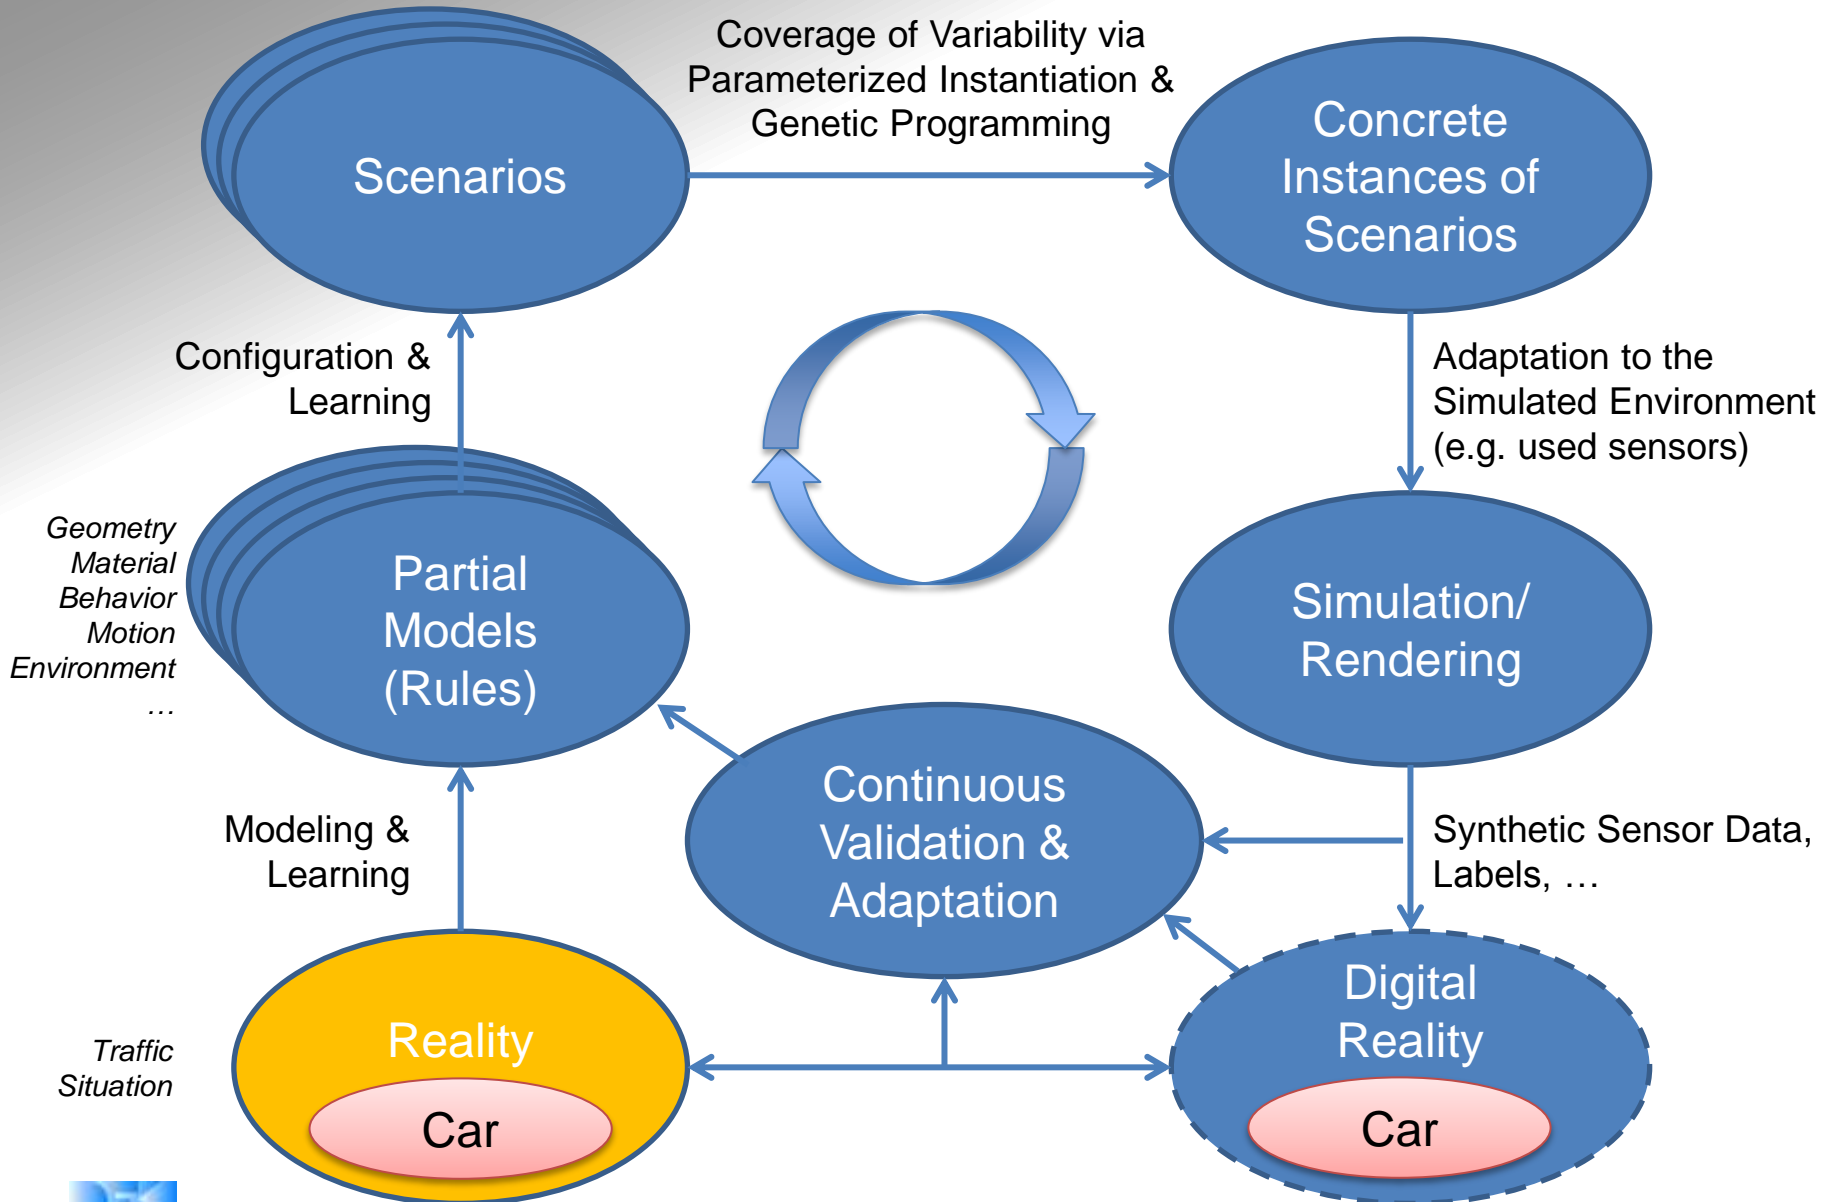 Coverage of Variability via
Parameterized Instantiation &
Genetic Programming
Scenarios
Concrete
Instances of
Scenarios
Configuration &
Learning
Adaptation to the
Simulated Environment
(e.g. used sensors)
Geometry
Material
Behavior
Motion
Environment
…
Partial
Models
(Rules)
Simulation/
Rendering
Continuous
Validation &
Adaptation
Modeling &
Learning
Synthetic Sensor Data,
Labels, …
Traffic
Situation
Reality
Car
Digital
Reality
Car